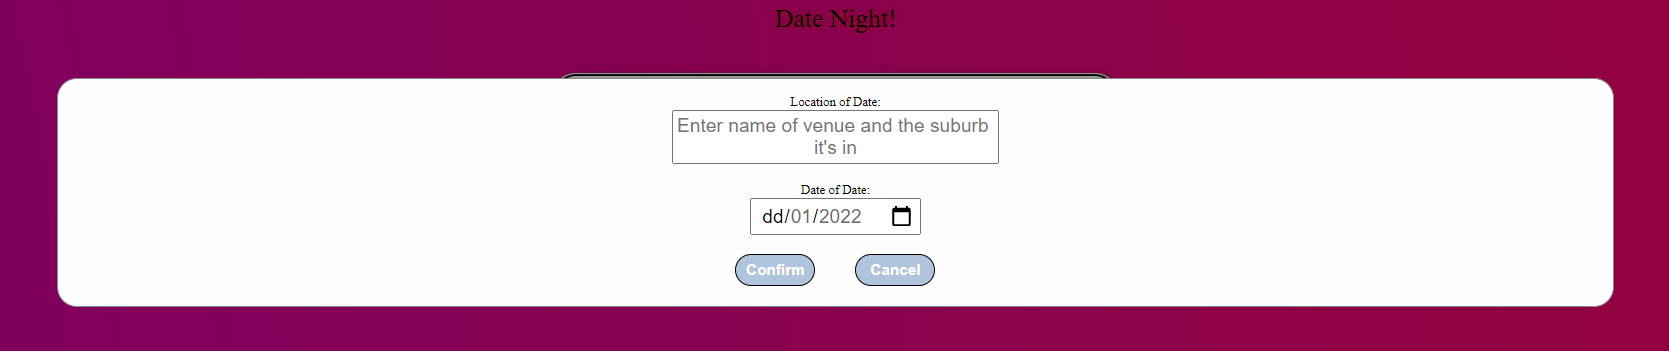 Date Night!
Location of Date:
Enter name of venue and the suburb
it's in
Date of Date:
dd/01/2022
Confirm Cancel